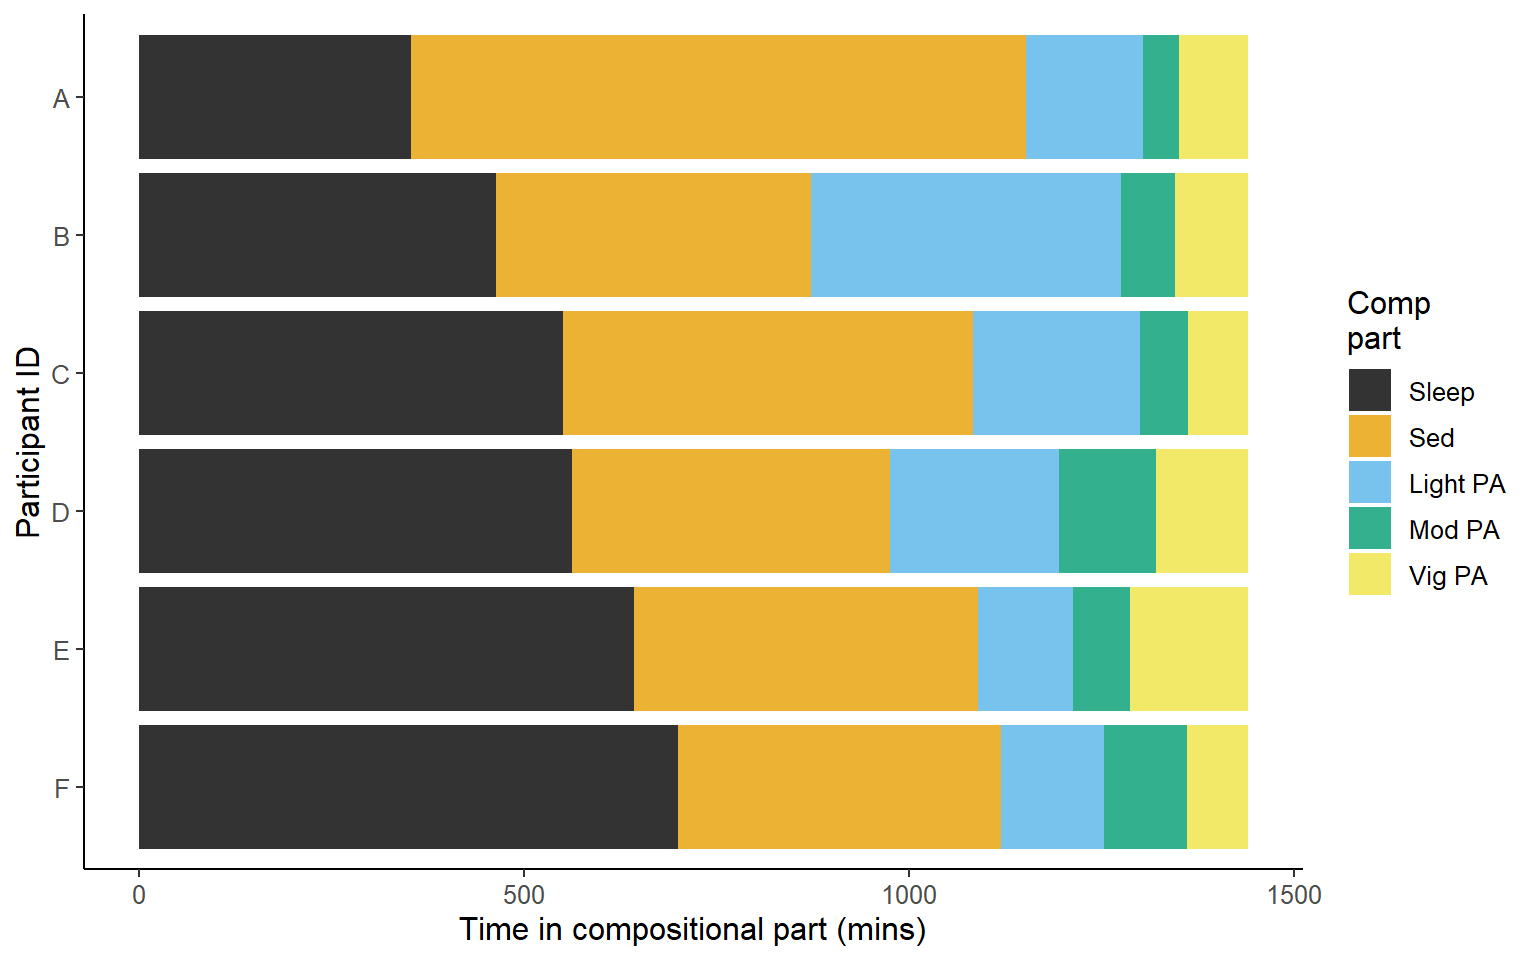 Participant ID
A
B
C
D
E
F
0
500
1000
1500
Time in compositional part (mins)
Comp
part
Sleep
Sed
Light PA
Mod PA
Vig PA